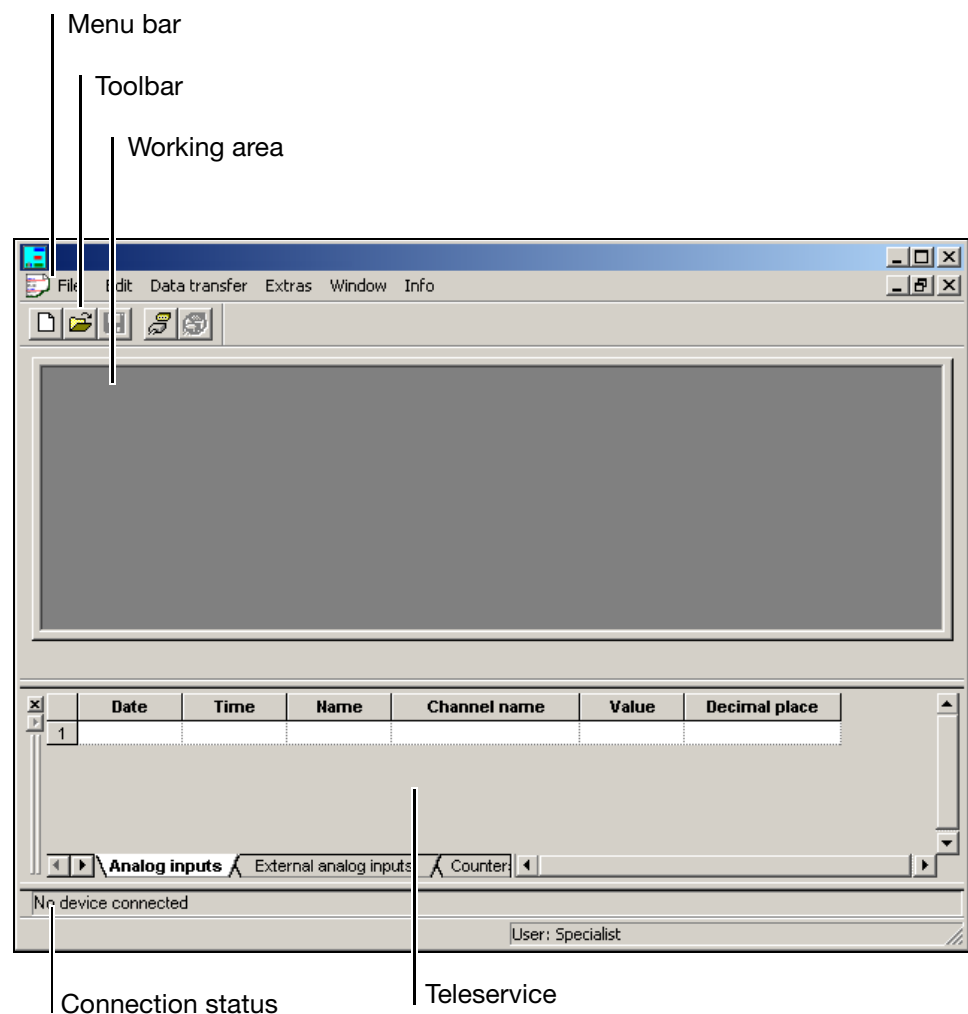 Menu bar
Toolbar
Working area
File Edit Data transfer Extras Window Info
Date Time Name Channel name Value Decimal place
1
Analog inputs External analog inputs Counter
No device connected
User: Specialist
Connection status
Teleservice